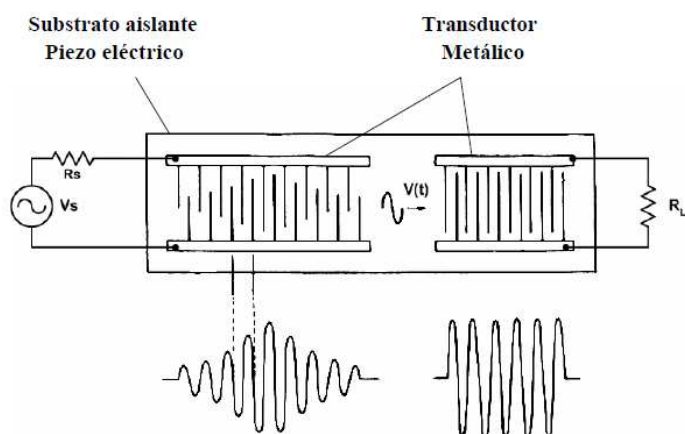 Substrato aislante
Piezo eléctrico
Transductor
Metálico
Rs
Vs
V(t)
RL